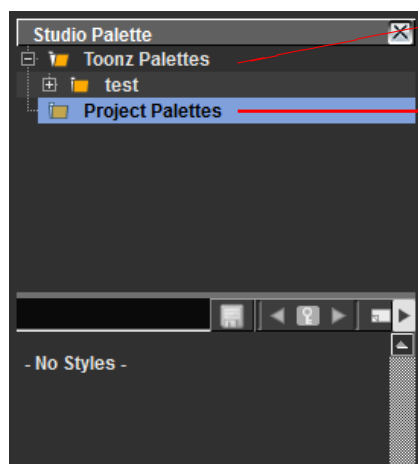 Studio Palette
Toonz Palettes
test
Project Palettes
- No Styles -